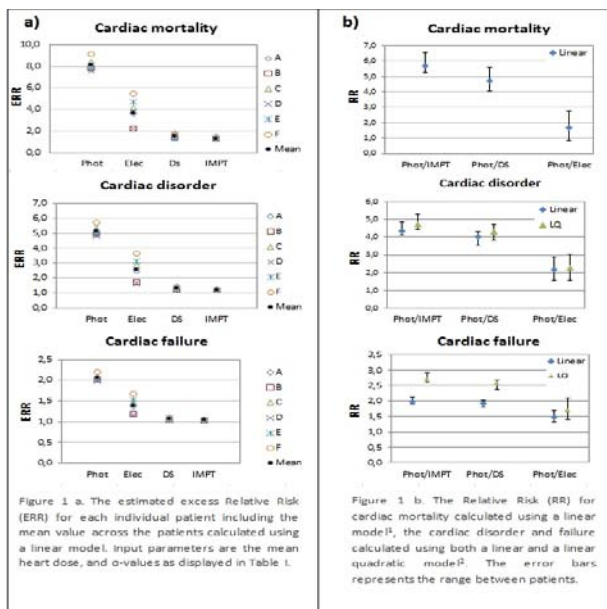 a)
Cardiac mortality
10,0
8,0
6,0
4,0
2,0
0,0
ERR
Phot Elec Ds IMPT
A
B
C
D
E
F
Mean
Cardiac disorder
7,0
6,0
5,0
4,0
3,0
2,0
1,0
0,0
ERR
Phot Elec DS IMPT
A
B
C
D
E
F
Mean
Cardiac failure
2,5
2,0
1,5
1,0
0,5
0,0
ERR
Phot Elec DS IMPT
A
B
C
D
E
F
Mean
Figure 1 a. The estimated excess Relative Risk
(ERR) for each individual patient including the
mean value across the patients calculated using
a linear model. Input parameters are the mean
heart dose, and α-values as displayed in Table I.
b)
Cardiac mortality
7,0
6,0
5,0
4,0
3,0
2,0
1,0
0,0
RR
Phot/IMPT Phot/DS Phot/Elec
Linear
Cardiac disorder
6,0
5,0
4,0
3,0
2,0
1,0
0,0
RR
Phot/IMPT Phot/DS Phot/Elec
Linear
LQ
Cardiac failure
3,5
3,0
2,5
2,0
1,5
1,0
0,5
0,0
RR
Phot/IMPT Phot/DS Phot/Elec
Linear
LQ
Figure 1 b. The Relative Risk (RR) for
cardiac mortality calculated using a linear
model¹, the cardiac disorder and failure
calculated using both a linear and a linear
quadratic model². The error bars
represents the range between patients.